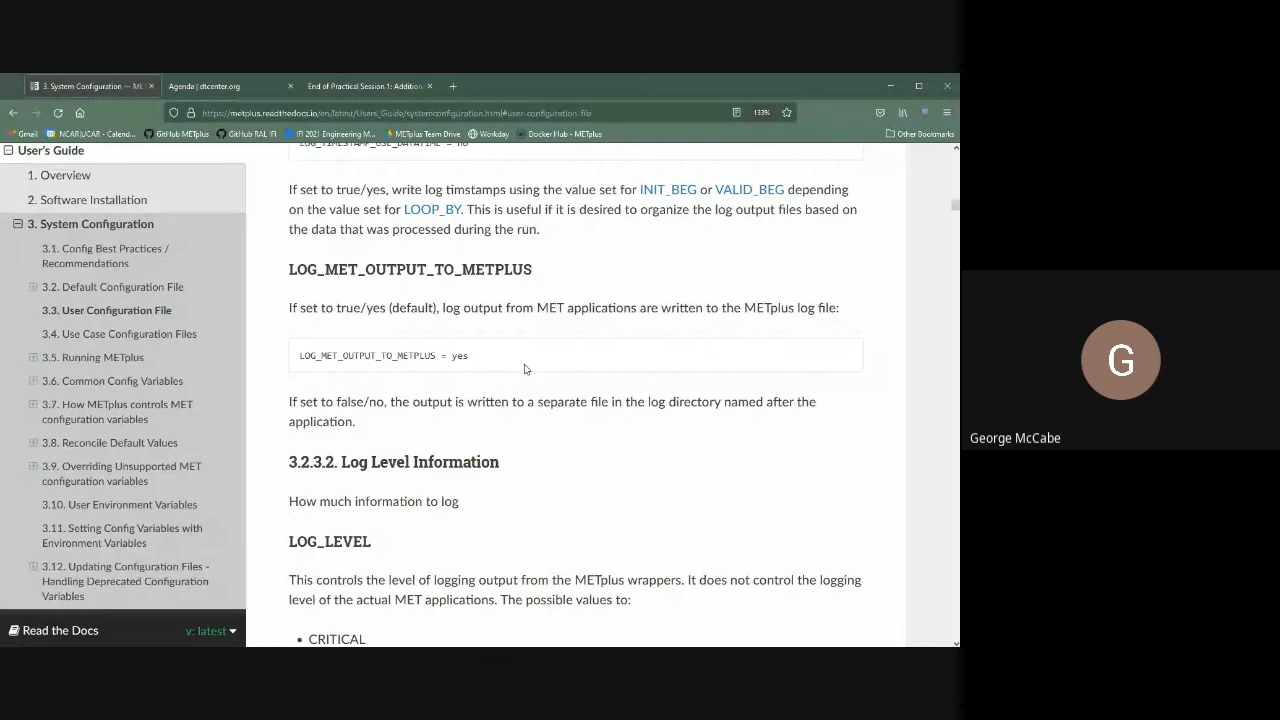 3. System Configuration — ME
Agenda | dtcenter.org
End of Practical Session 1: Addition
https://metplus.readthedocs.io/en/latest/Users_Guide/systemconfiguration.html#user-configuration-file
133%
Gmail
NCAR|UCAR - Calend...
GitHub METplus
GitHub RAL IFI
IFI 2021 Engineering M...
METplus Team Drive
Workday
Docker Hub - METplus
Other Bookmarks
User's Guide
1. Overview
2. Software Installation
3. System Configuration
3.1. Config Best Practices /
Recommendations
3.2. Default Configuration File
3.3. User Configuration File
3.4. Use Case Configuration Files
3.5. Running METplus
3.6. Common Config Variables
3.7. How METplus controls MET
configuration variables
3.8. Reconcile Default Values
3.9. Overriding Unsupported MET
configuration variables
3.10. User Environment Variables
3.11. Setting Config Variables with
Environment Variables
3.12. Updating Configuration Files -
Handling Deprecated Configuration
Variables
Read the Docs
v: latest
LOG_TIMESTAMP_USE_DATATIME = no
If set to true/yes, write log timstamps using the value set for INIT_BEG or VALID_BEG depending
on the value set for LOOP_BY. This is useful if it is desired to organize the log output files based on
the data that was processed during the run.
LOG_MET_OUTPUT_TO_METPLUS
If set to true/yes (default), log output from MET applications are written to the METplus log file:
LOG_MET_OUTPUT_TO_METPLUS = yes
If set to false/no, the output is written to a separate file in the log directory named after the
application.
3.2.3.2. Log Level Information
How much information to log
LOG_LEVEL
This controls the level of logging output from the METplus wrappers. It does not control the logging
level of the actual MET applications. The possible values to:
• CRITICAL
G
George McCabe